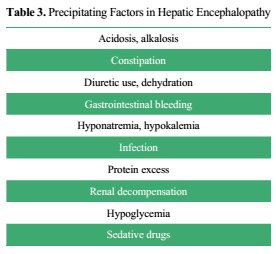 Table 3. Precipitating Factors in Hepatic Encephalopathy
Acidosis, alkalosis
Constipation
Diuretic use, dehydration
Gastrointestinal bleeding
Hyponatremia, hypokalemia
Infection
Protein excess
Renal decompensation
Hypoglycemia
Sedative drugs